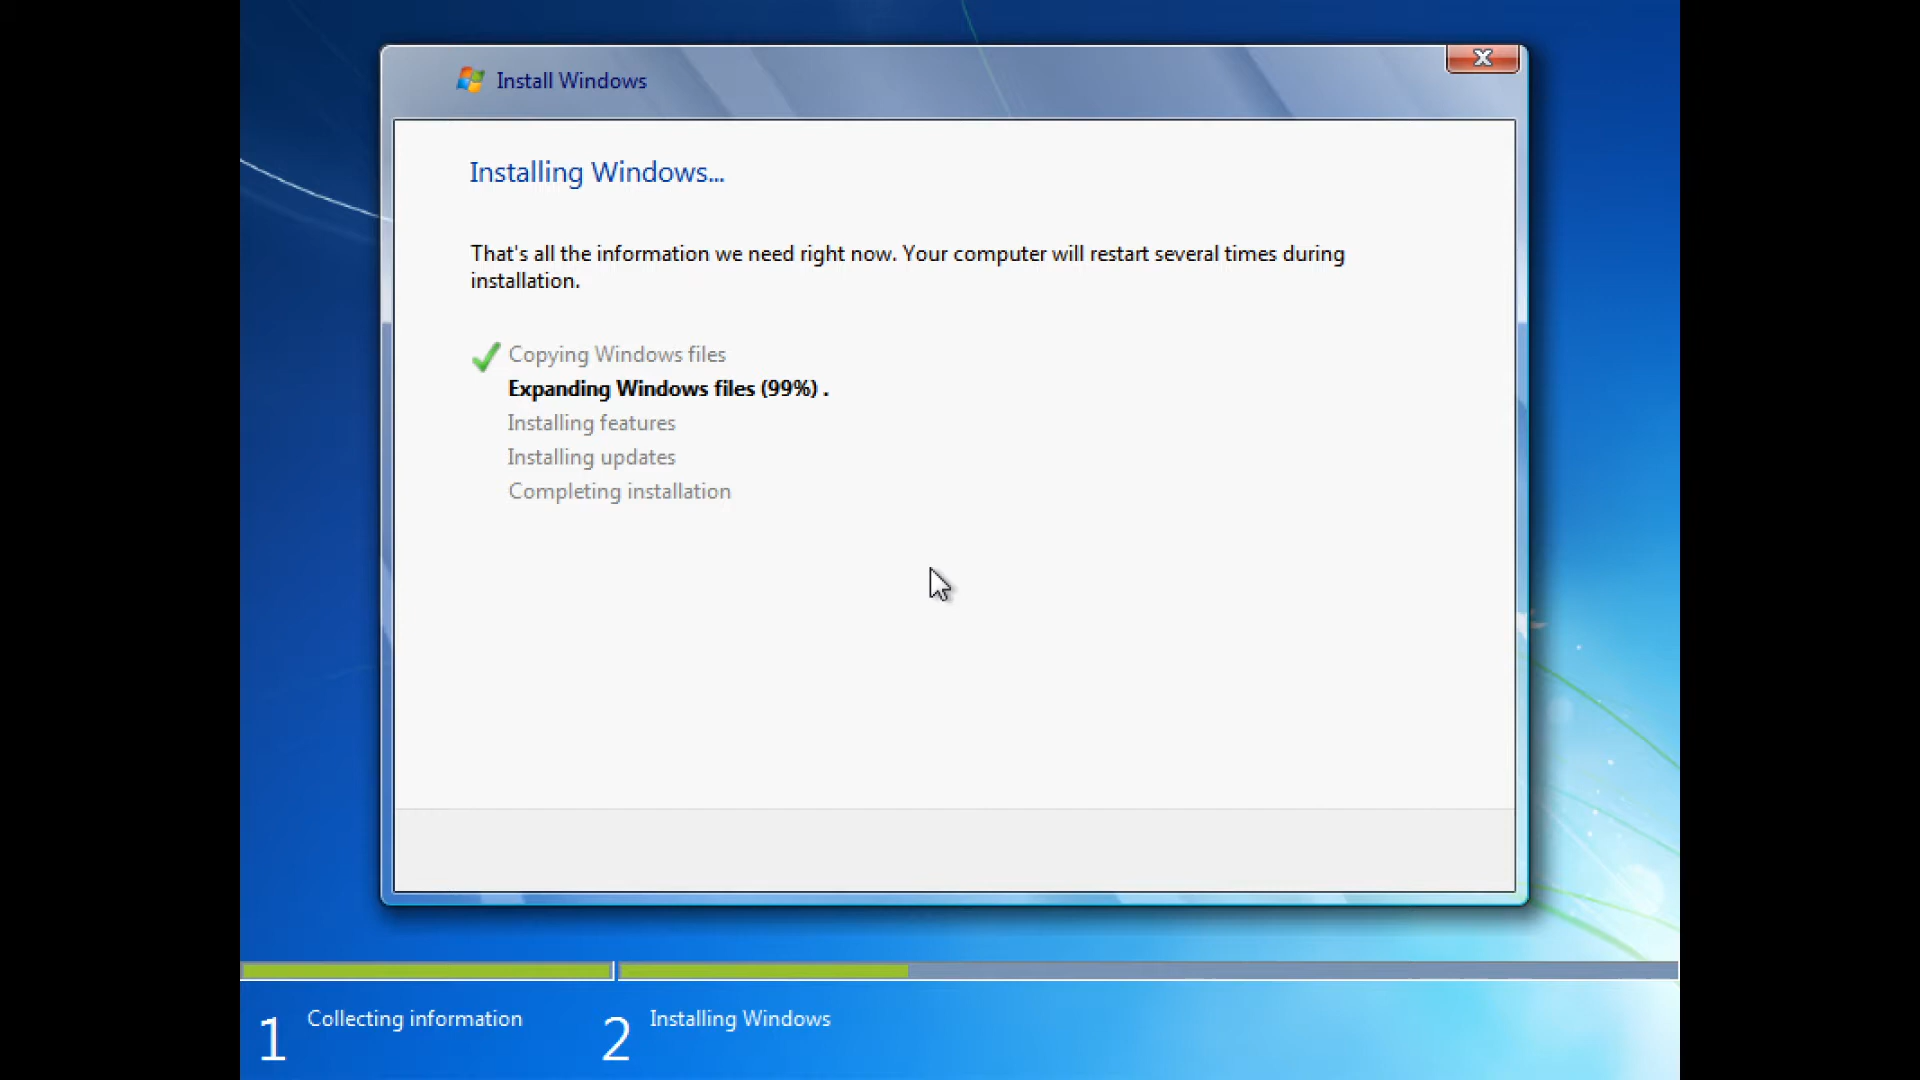 Install Windows
Installing Windows...
That's all the information we need right now. Your computer will restart several times during
installation.
Copying Windows files
Expanding Windows files (99%) .
Installing features
Installing updates
Completing installation
1 Collecting information
2 Installing Windows